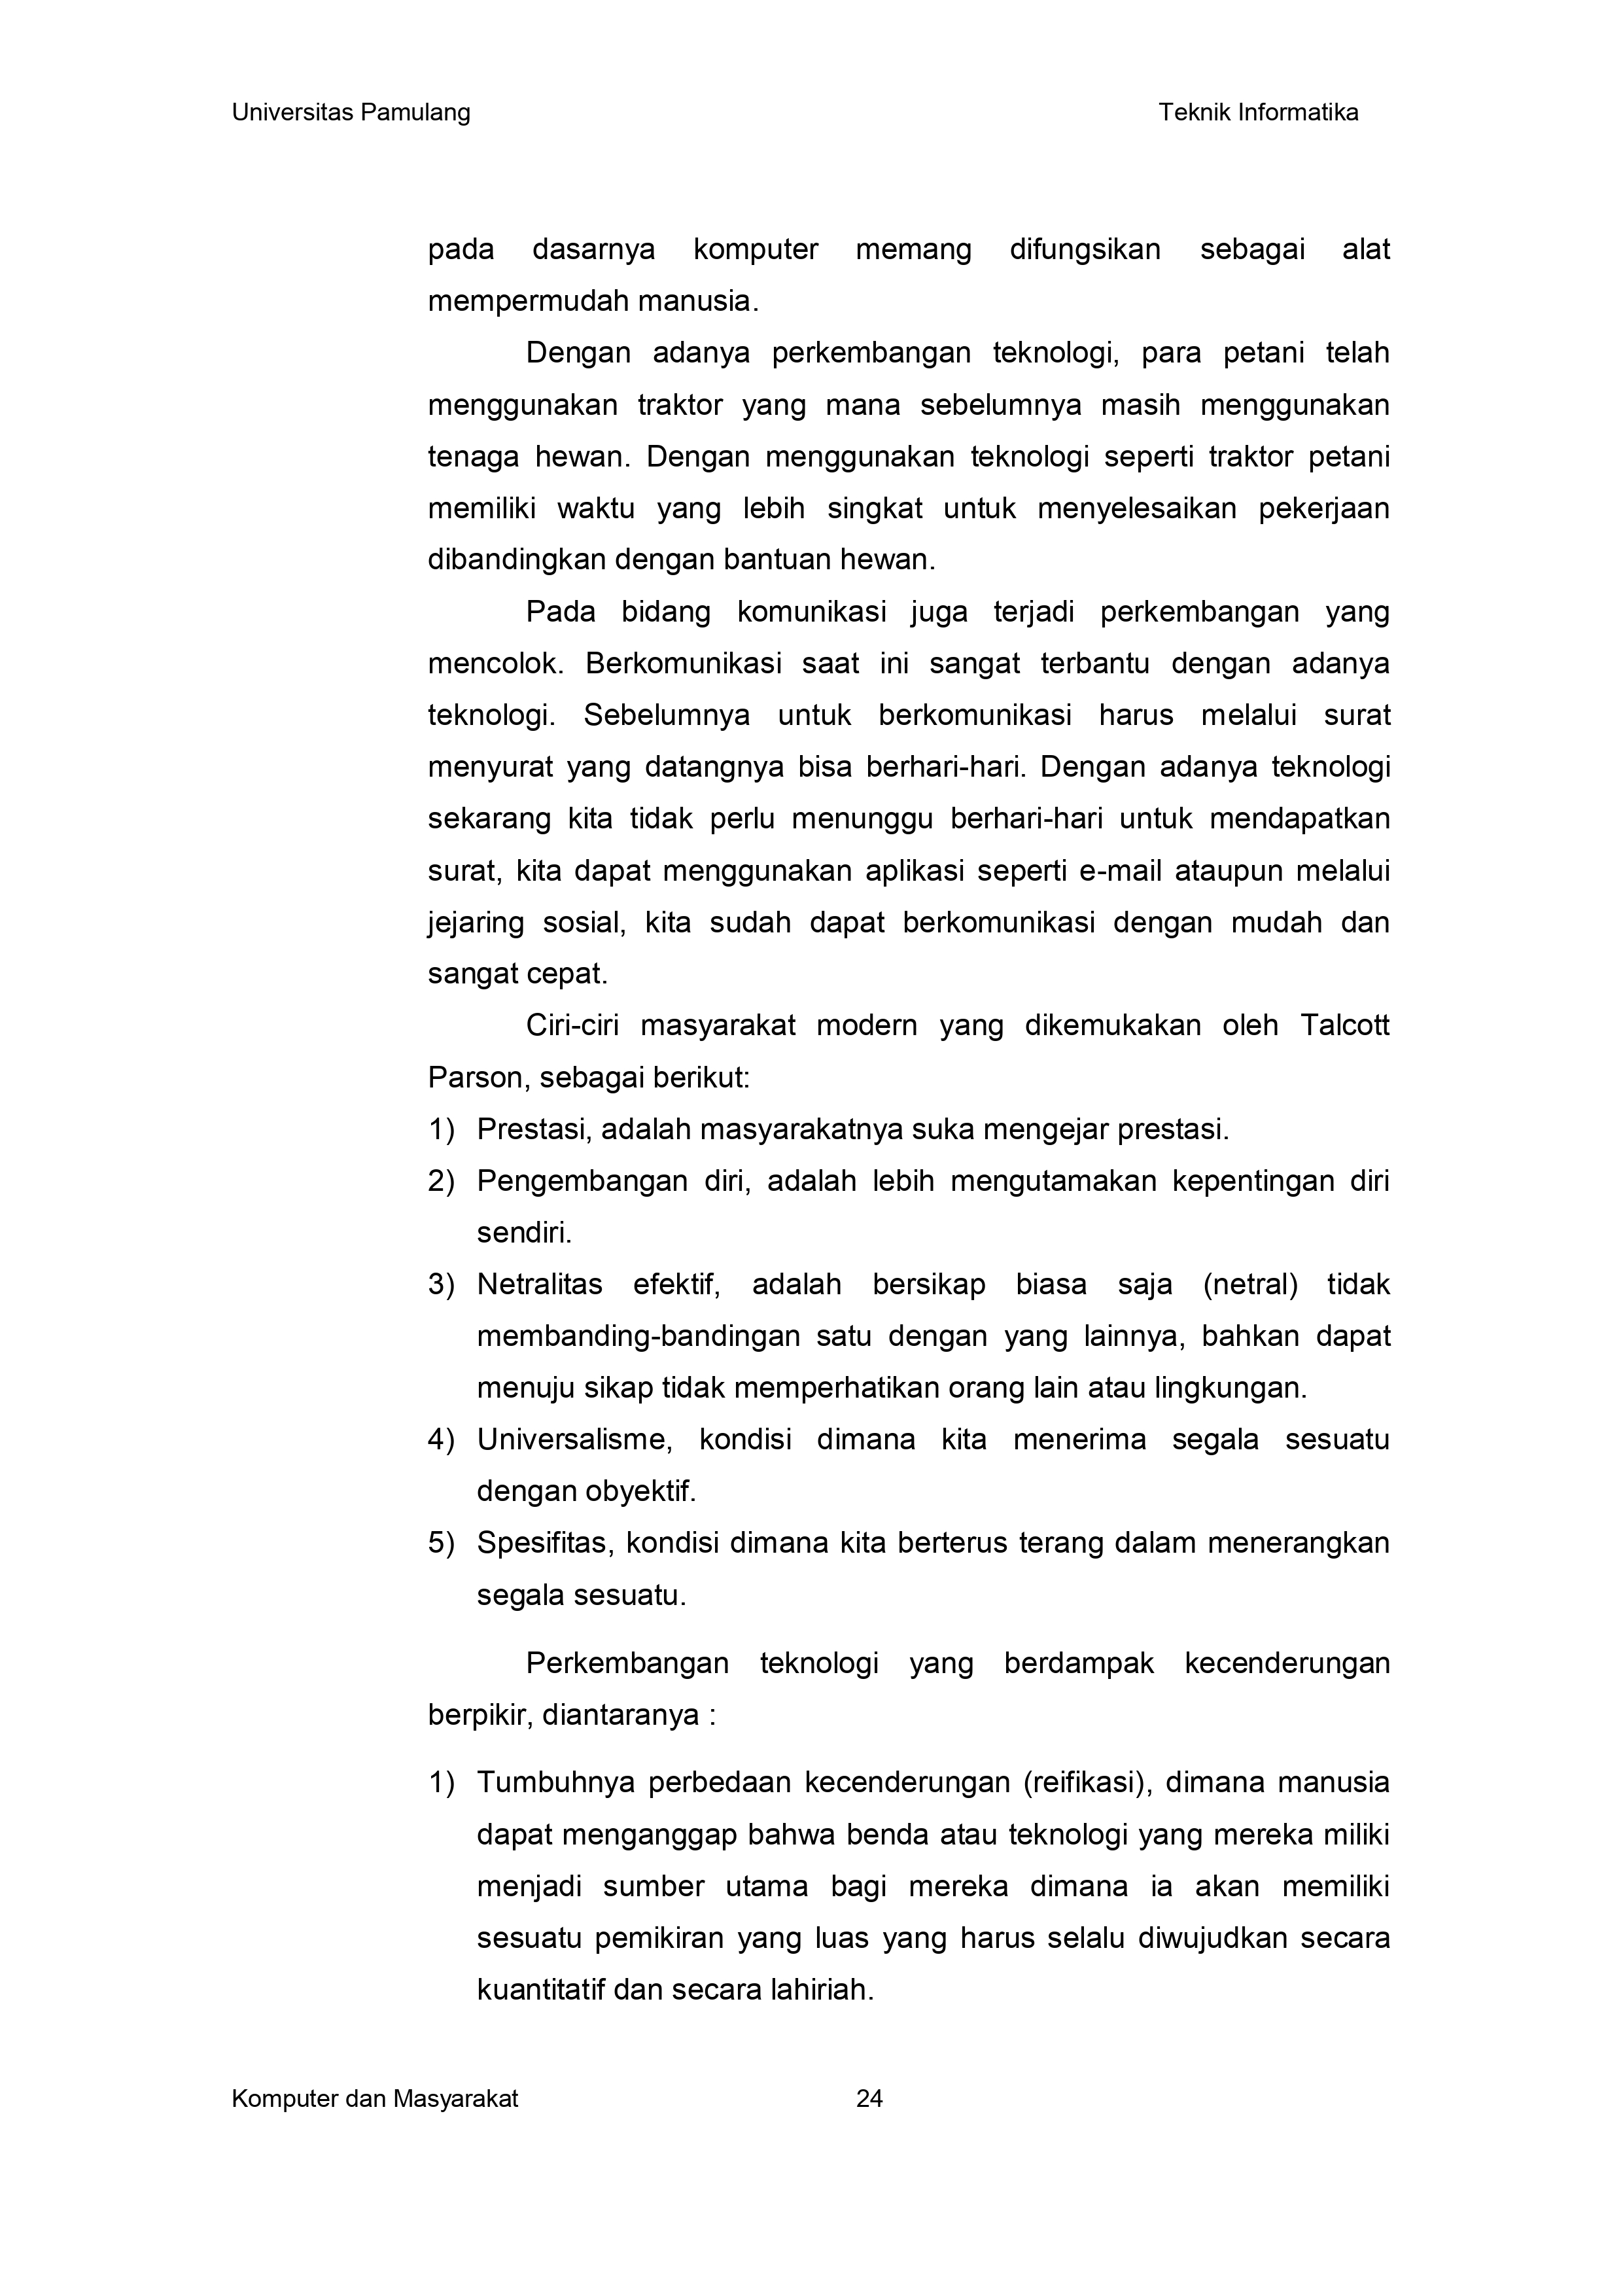 Universitas Pamulang Teknik Informatika
pada dasarnya komputer memang difungsikan sebagai alat
mempermudah manusia.
Dengan adanya perkembangan teknologi, para petani telah
menggunakan traktor yang mana sebelumnya masih menggunakan
tenaga hewan. Dengan menggunakan teknologi seperti traktor petani
memiliki waktu yang lebih singkat untuk menyelesaikan pekerjaan
dibandingkan dengan bantuan hewan.
Pada bidang komunikasi juga terjadi perkembangan yang
mencolok. Berkomunikasi saat ini sangat terbantu dengan adanya
teknologi. Sebelumnya untuk berkomunikasi harus melalui surat
menyurat yang datangnya bisa berhari-hari. Dengan adanya teknologi
sekarang kita tidak perlu menunggu berhari-hari untuk mendapatkan
surat, kita dapat menggunakan aplikasi seperti e-mail ataupun melalui
jejaring sosial, kita sudah dapat berkomunikasi dengan mudah dan
sangat cepat.
Ciri-ciri masyarakat modern yang dikemukakan oleh Talcott
Parson, sebagai berikut:
1) Prestasi, adalah masyarakatnya suka mengejar prestasi.
2) Pengembangan diri, adalah lebih mengutamakan kepentingan diri
sendiri.
3) Netralitas efektif, adalah bersikap biasa saja (netral) tidak
membanding-bandingan satu dengan yang lainnya, bahkan dapat
menuju sikap tidak memperhatikan orang lain atau lingkungan.
4) Universalisme, kondisi dimana kita menerima segala sesuatu
dengan obyektif.
5) Spesifitas, kondisi dimana kita berterus terang dalam menerangkan
segala sesuatu.
Perkembangan teknologi yang berdampak kecenderungan
berpikir, diantaranya :
1) Tumbuhnya perbedaan kecenderungan (reifikasi), dimana manusia
dapat menganggap bahwa benda atau teknologi yang mereka miliki
menjadi sumber utama bagi mereka dimana ia akan memiliki
sesuatu pemikiran yang luas yang harus selalu diwujudkan secara
kuantitatif dan secara lahiriah.
Komputer dan Masyarakat 24